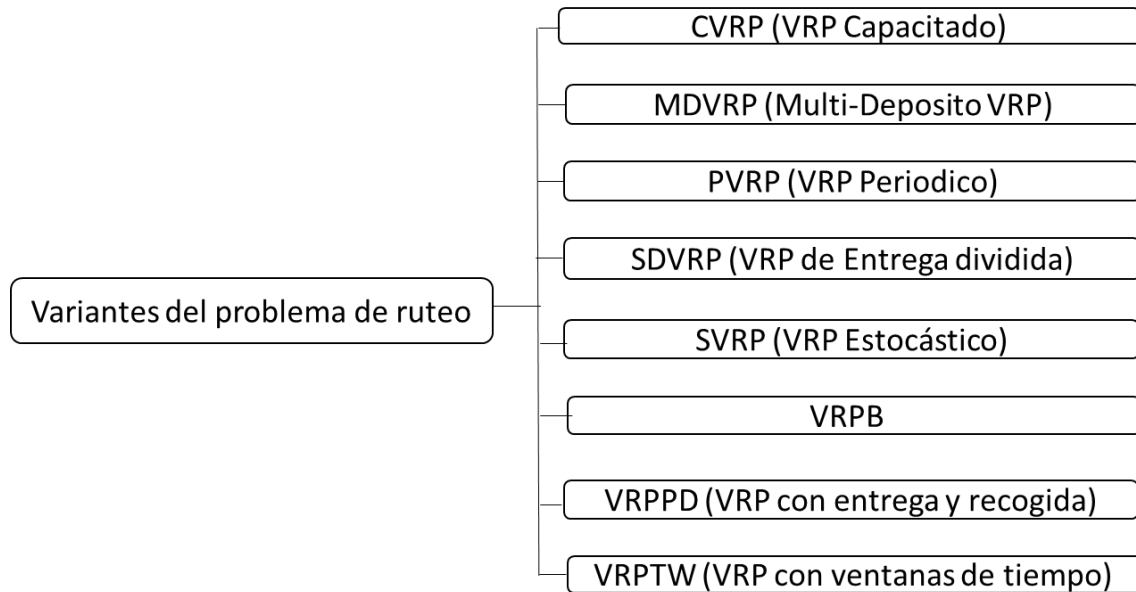 CVRP (VRP Capacitado)
MDVRP (Multi-Deposito VRP)
PVRP (VRP Periodico)
SDVRP (VRP de Entrega dividida)
Variantes del problema de ruteo
SVRP (VRP Estocástico)
VRPB
VRPPD (VRP con entrega y recogida)
VRPTW (VRP con ventanas de tiempo)